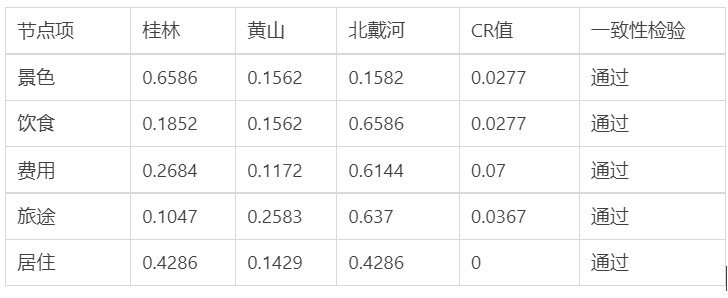 节点项 桂林 黄山 北戴河 CR值 一致性检验
景色 0.6586 0.1562 0.1582 0.0277 通过
饮食 0.1852 0.1562 0.6586 0.0277 通过
费用 0.2684 0.1172 0.6144 0.07 通过
旅途 0.1047 0.2583 0.637 0.0367 通过
居住 0.4286 0.1429 0.4286 0 通过